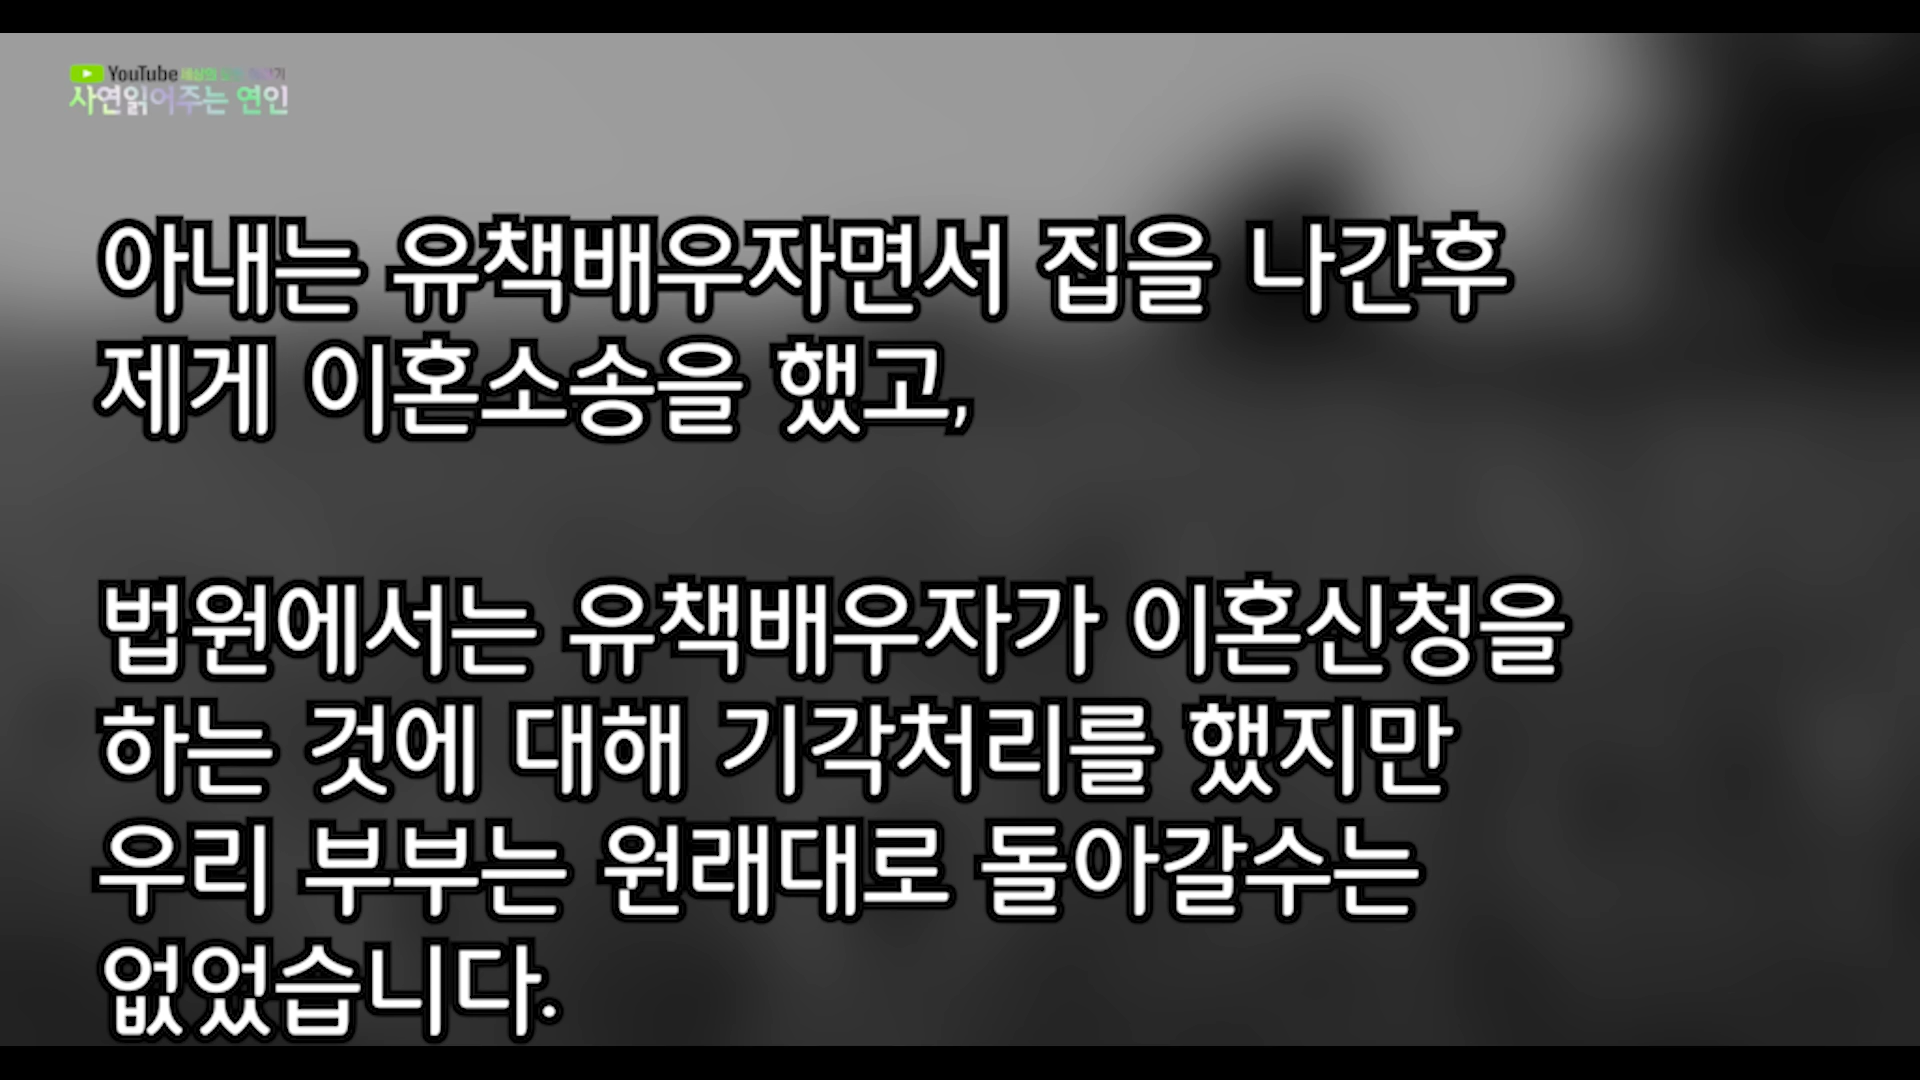 YouTube 세상의
사연읽어주는 연인
아내는 유책배우자면서 집을 나간후
제게 이혼소송을 했고,
법원에서는 유책배우자가 이혼신청을
하는 것에 대해 기각처리를 했지만
우리 부부는 원래대로 돌아갈수는
없었습니다.